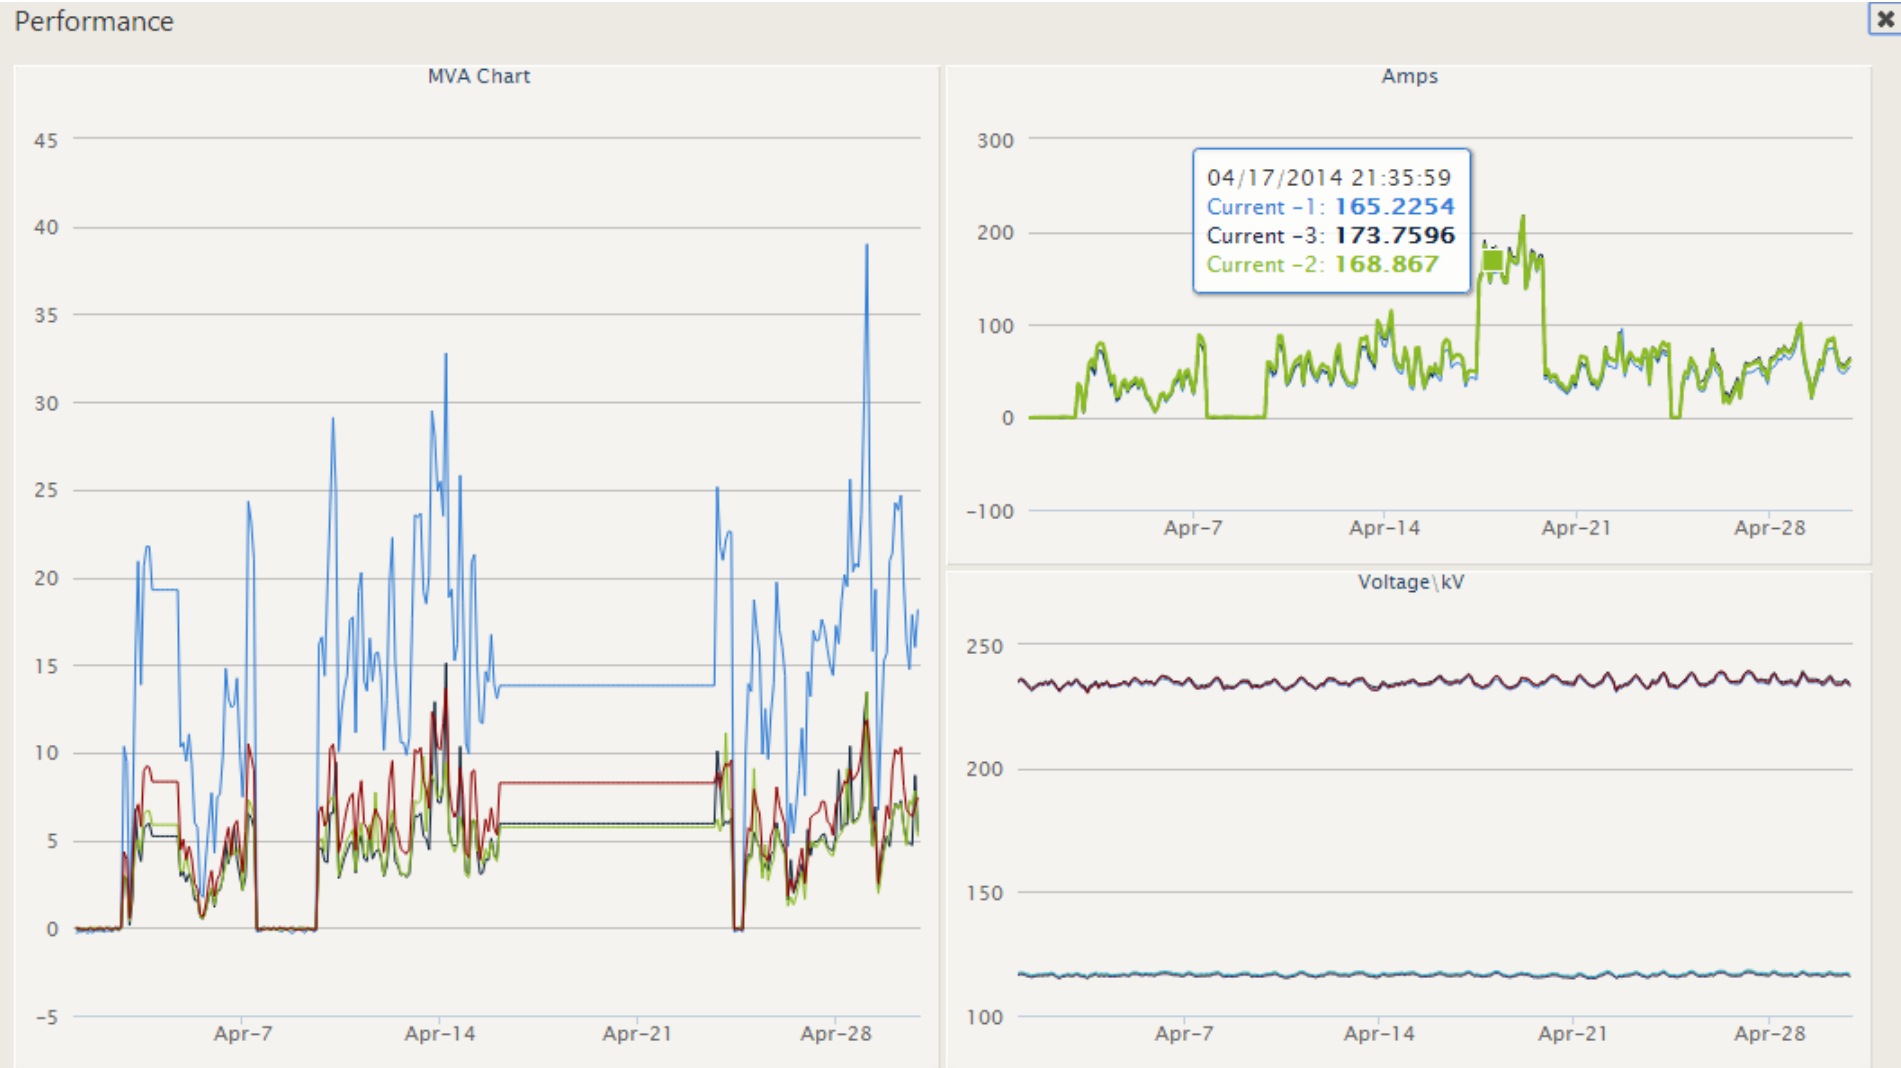 Performance
MVA Chart
45
40
35
30
25
20
15
10
5
0
-5
Apr-7
Apr-14
Apr-21
Apr-28
Amps
300
200
100
0
-100
04/17/2014 21:35:59
Current -1: 165.2254
Current -3: 173.7596
Current -2: 168.867
Apr-7
Apr-14
Apr-21
Apr-28
Voltage\kV
250
200
150
100
Apr-7
Apr-14
Apr-21
Apr-28